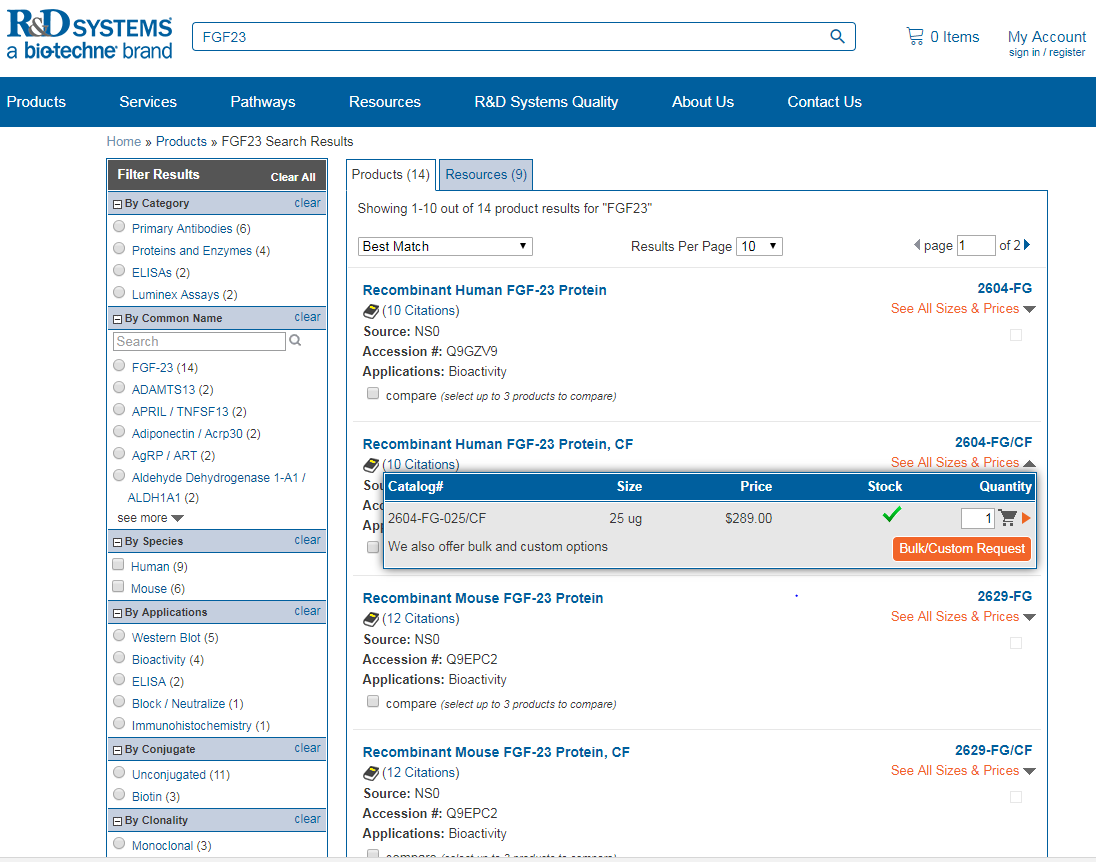 R&D SYSTEMS
a biotechne brand
FGF23
0 Items
My Account
sign in / register
Products Services Pathways Resources R&D Systems Quality About Us Contact Us
Home » Products » FGF23 Search Results
Filter Results Clear All
By Category clear
Primary Antibodies (6)
Proteins and Enzymes (4)
ELISAs (2)
Luminex Assays (2)
By Common Name clear
Search
FGF-23 (14)
ADAMTS13 (2)
APRIL / TNFSF13 (2)
Adiponectin / Acrp30 (2)
AgRP / ART (2)
Aldehyde Dehydrogenase 1-A1 /
ALDH1A1 (2)
see more
By Species clear
Human (9)
Mouse (6)
By Applications clear
Western Blot (5)
Bioactivity (4)
ELISA (2)
Block / Neutralize (1)
Immunohistochemistry (1)
By Conjugate clear
Unconjugated (11)
Biotin (3)
By Clonality clear
Monoclonal (3)
Products (14) Resources (9)
Showing 1-10 out of 14 product results for "FGF23"
Best Match Results Per Page 10 page 1 of 2
Recombinant Human FGF-23 Protein 2604-FG
(10 Citations) See All Sizes & Prices
Source: NS0
Accession #: Q9GZV9
Applications: Bioactivity
compare (select up to 3 products to compare)
Recombinant Human FGF-23 Protein, CF 2604-FG/CF
(10 Citations) See All Sizes & Prices
Catalog# Size Price Stock Quantity
2604-FG-025/CF 25 ug $289.00 1
We also offer bulk and custom options Bulk/Custom Request
Recombinant Mouse FGF-23 Protein 2629-FG
(12 Citations) See All Sizes & Prices
Source: NS0
Accession #: Q9EPC2
Applications: Bioactivity
compare (select up to 3 products to compare)
Recombinant Mouse FGF-23 Protein, CF 2629-FG/CF
(12 Citations) See All Sizes & Prices
Source: NS0
Accession #: Q9EPC2
Applications: Bioactivity
compare (select up to 3 products to compare)